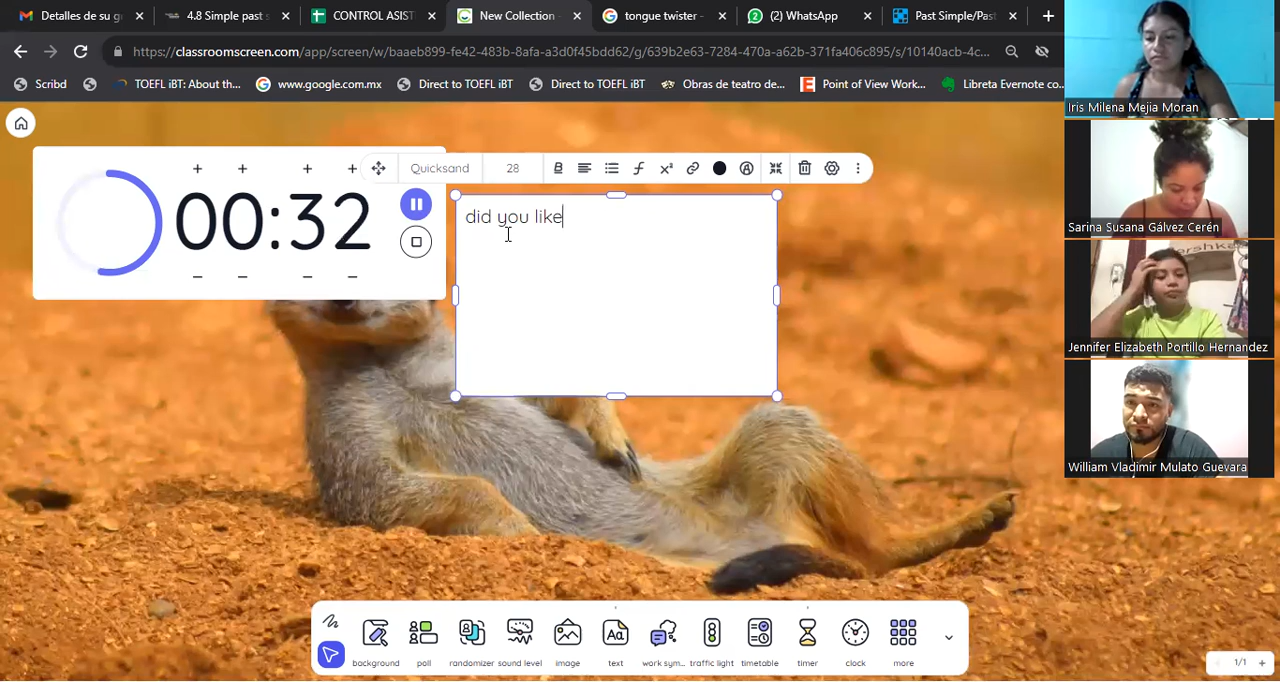 Detalles de su g
4.8 Simple past s
CONTROL ASIST
New Collection -
tongue twister -
(2) WhatsApp
Past Simple/Past
https://classroomscreen.com/app/screen/w/baaeb899-fe42-483b-8afa-a3d0f45bdd62/g/639b2e63-7284-470a-a62b-371fa406c895/s/10140acb-4c...
Scribd
TOEFL iBT: About th...
www.google.com.mx
Direct to TOEFL iBT
Direct to TOEFL iBT
Obras de teatro de...
Point of View Work...
Libreta Evernote co...
Quicksand
28
00:32
did you like
Iris Milena Mejia Moran
Sarina Susana Gálvez Cerén
Jennifer Elizabeth Portillo Hernandez
William Vladimir Mulato Guevara
background
poll
randomizer
sound level
image
text
work sym...
traffic light
timetable
timer
clock
more
1/1